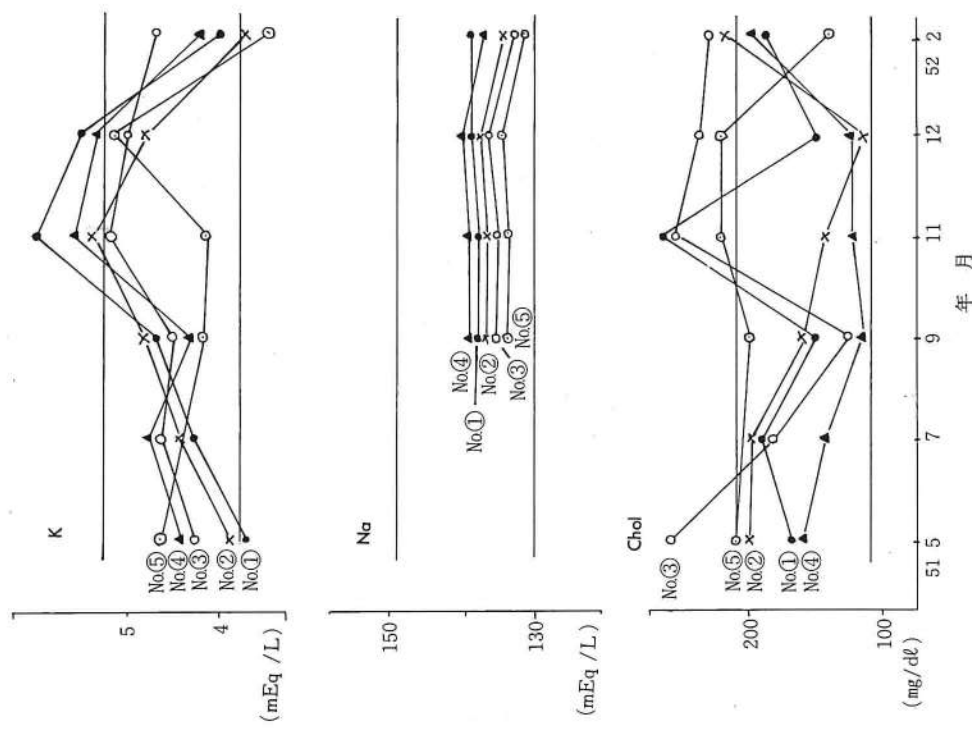 K
5
4
(mEq /L)
No.⑤
No.④
No.③
No.②
No.①
Na
150
130
(mEq /L)
No.④
No.①
No.②
No.③
No.⑤
Chol
200
100
(mg/dℓ)
No.③
No.⑤
No.②
No.①
No.④
51 5 7 9 11 12 52 2
年 月